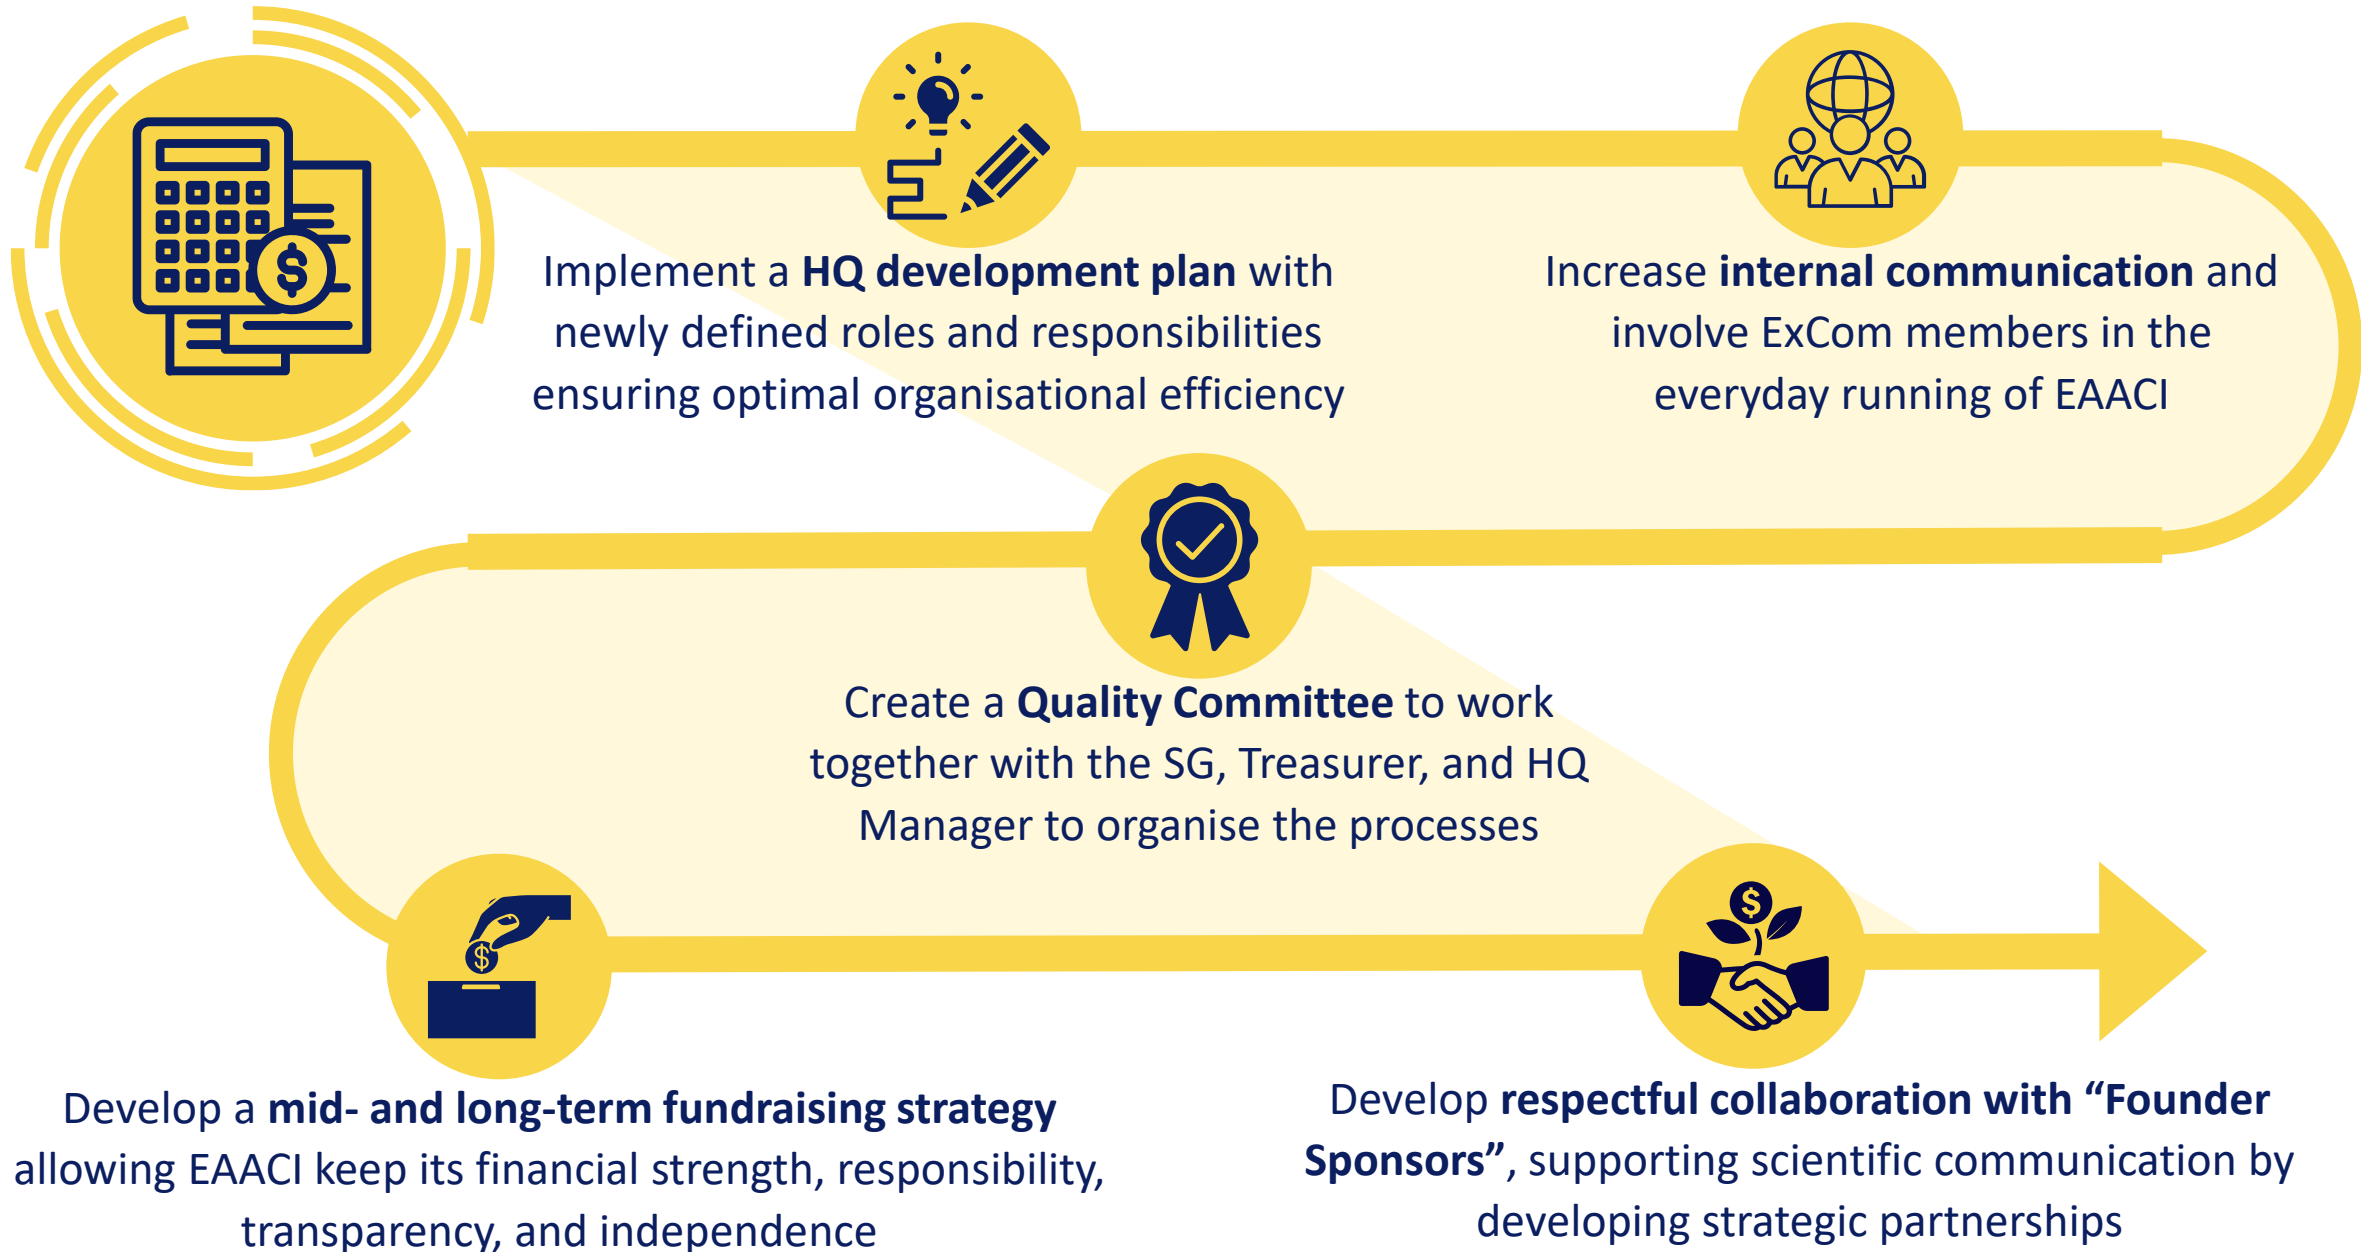 Implement a HQ development plan with
newly defined roles and responsibilities
ensuring optimal organisational efficiency
Increase internal communication and
involve ExCom members in the
everyday running of EAACI
Create a Quality Committee to work
together with the SG, Treasurer, and HQ
Manager to organise the processes
Develop a mid- and long-term fundraising strategy
allowing EAACI keep its financial strength, responsibility,
transparency, and independence
Develop respectful collaboration with “Founder
Sponsors”, supporting scientific communication by
developing strategic partnerships